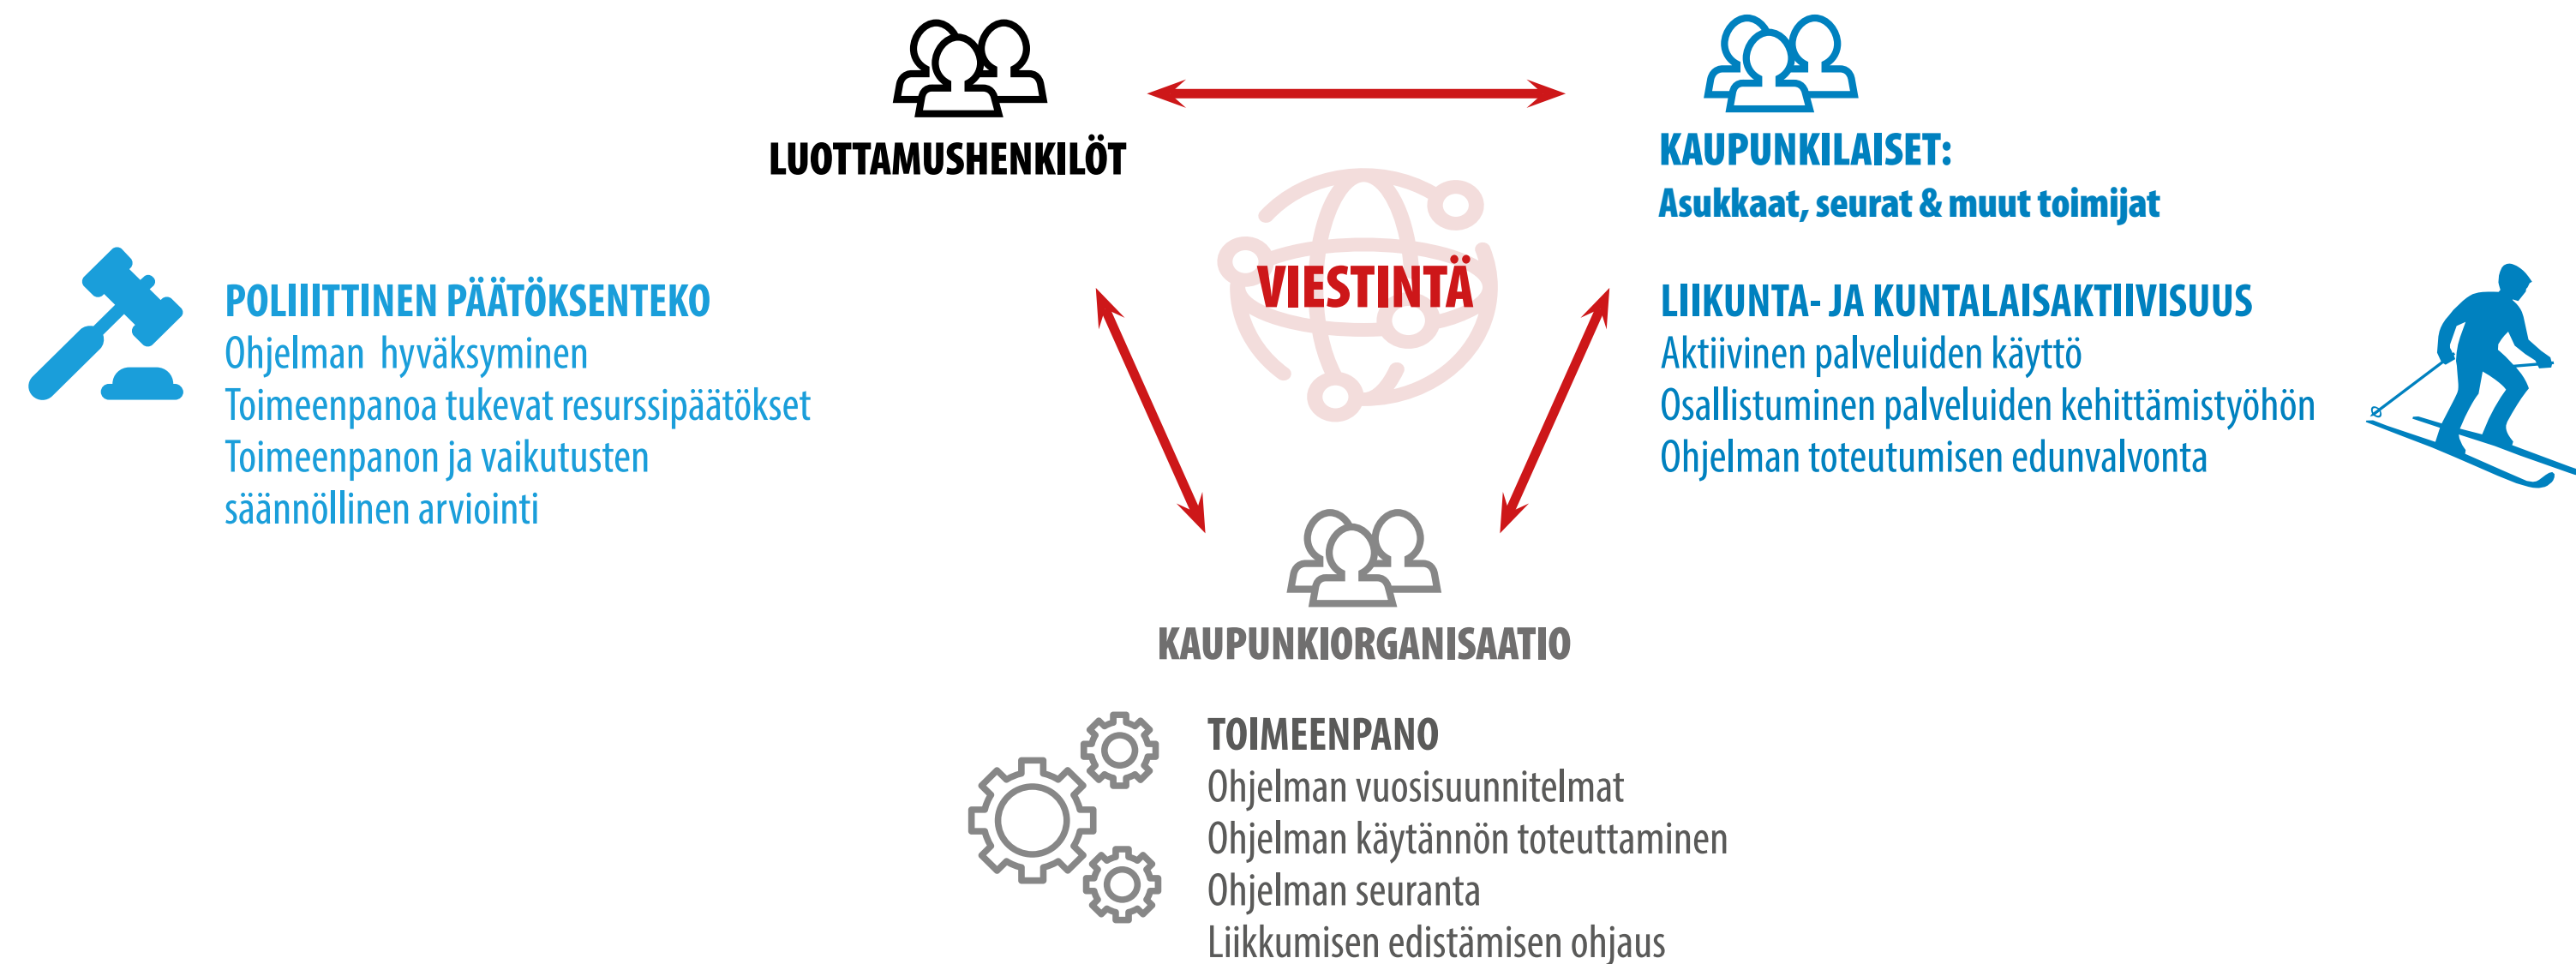 LUOTTAMUSHENKILÖT
KAUPUNKILAISET:
Asukkaat, seurat & muut toimijat
VIESTINTÄ
POLIIITTINEN PÄÄTÖKSENTEKO
Ohjelman hyväksyminen
Toimeenpanoa tukevat resurssipäätökset
Toimeenpanon ja vaikutusten
säännöllinen arviointi
LIIKUNTA- JA KUNTALAISAKTIIVISUUS
Aktiivinen palveluiden käyttö
Osallistuminen palveluiden kehittämistyöhön
Ohjelman toteutumisen edunvalvonta
KAUPUNKIORGANISAATIO
TOIMEENPANO
Ohjelman vuosisuunnitelmat
Ohjelman käytännön toteuttaminen
Ohjelman seuranta
Liikkumisen edistämisen ohjaus